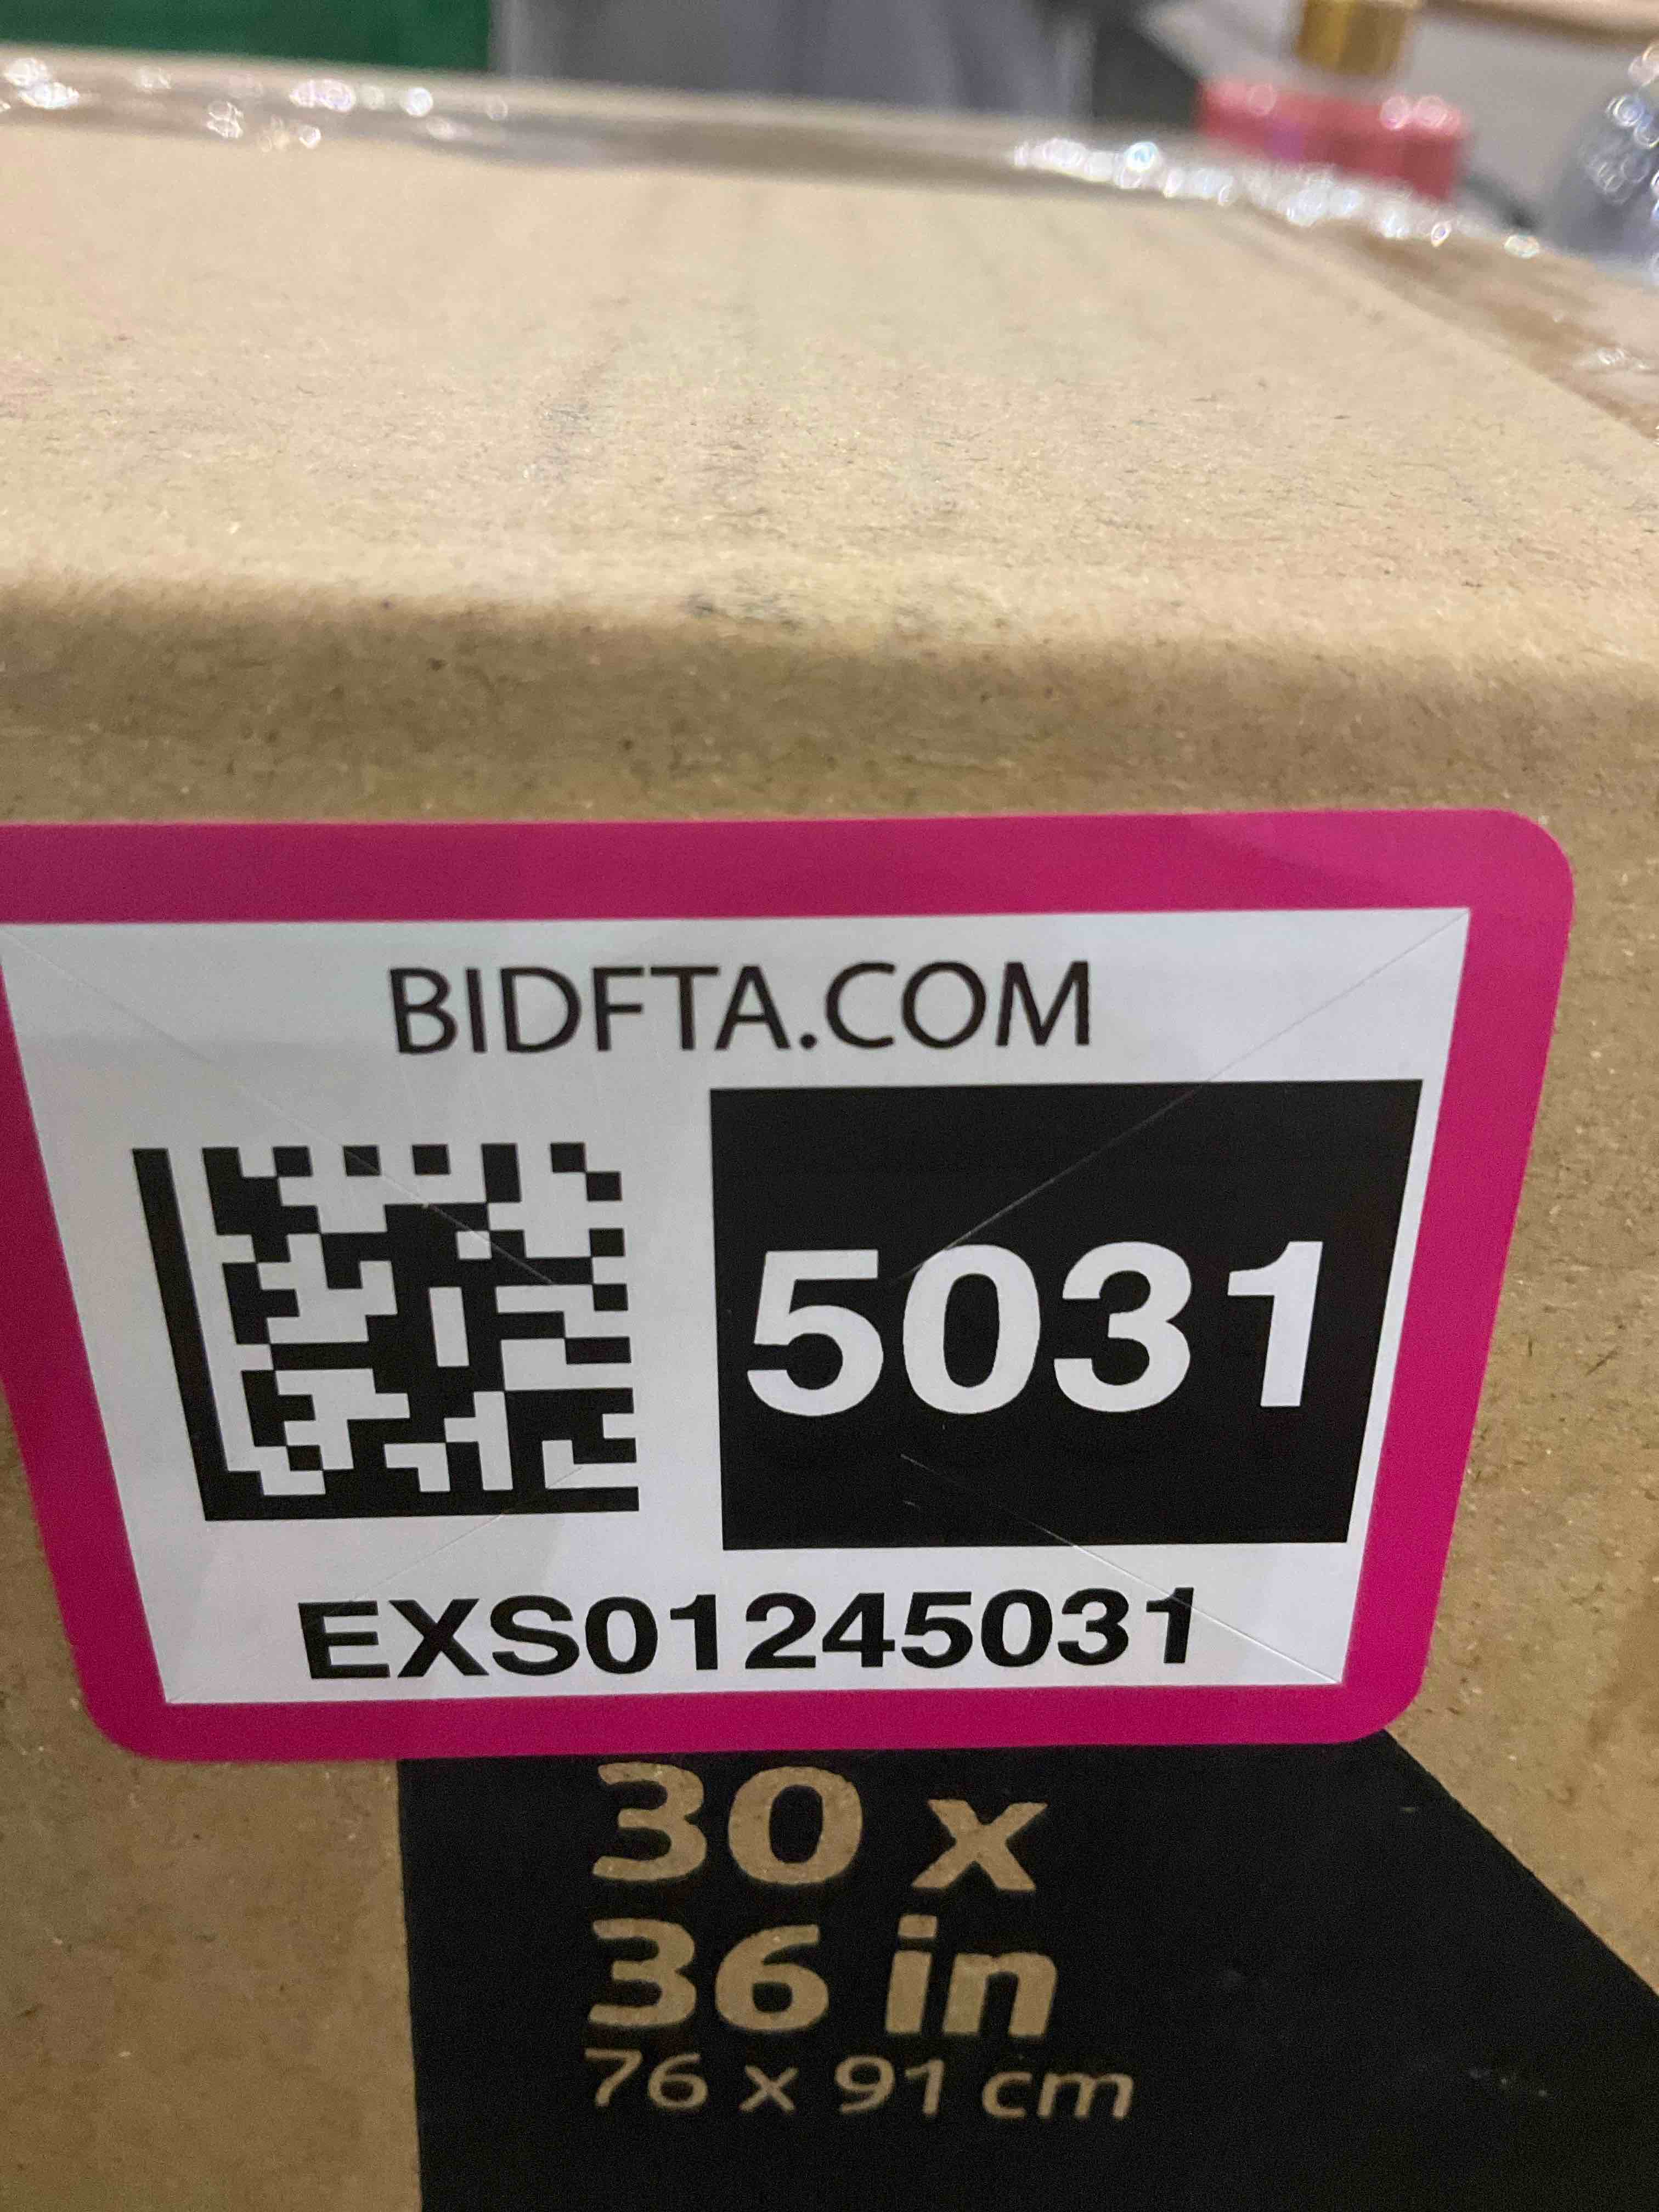 BIDFTA.COM
5031
EXS01245031
30 x
36 in
76 x 91 cm